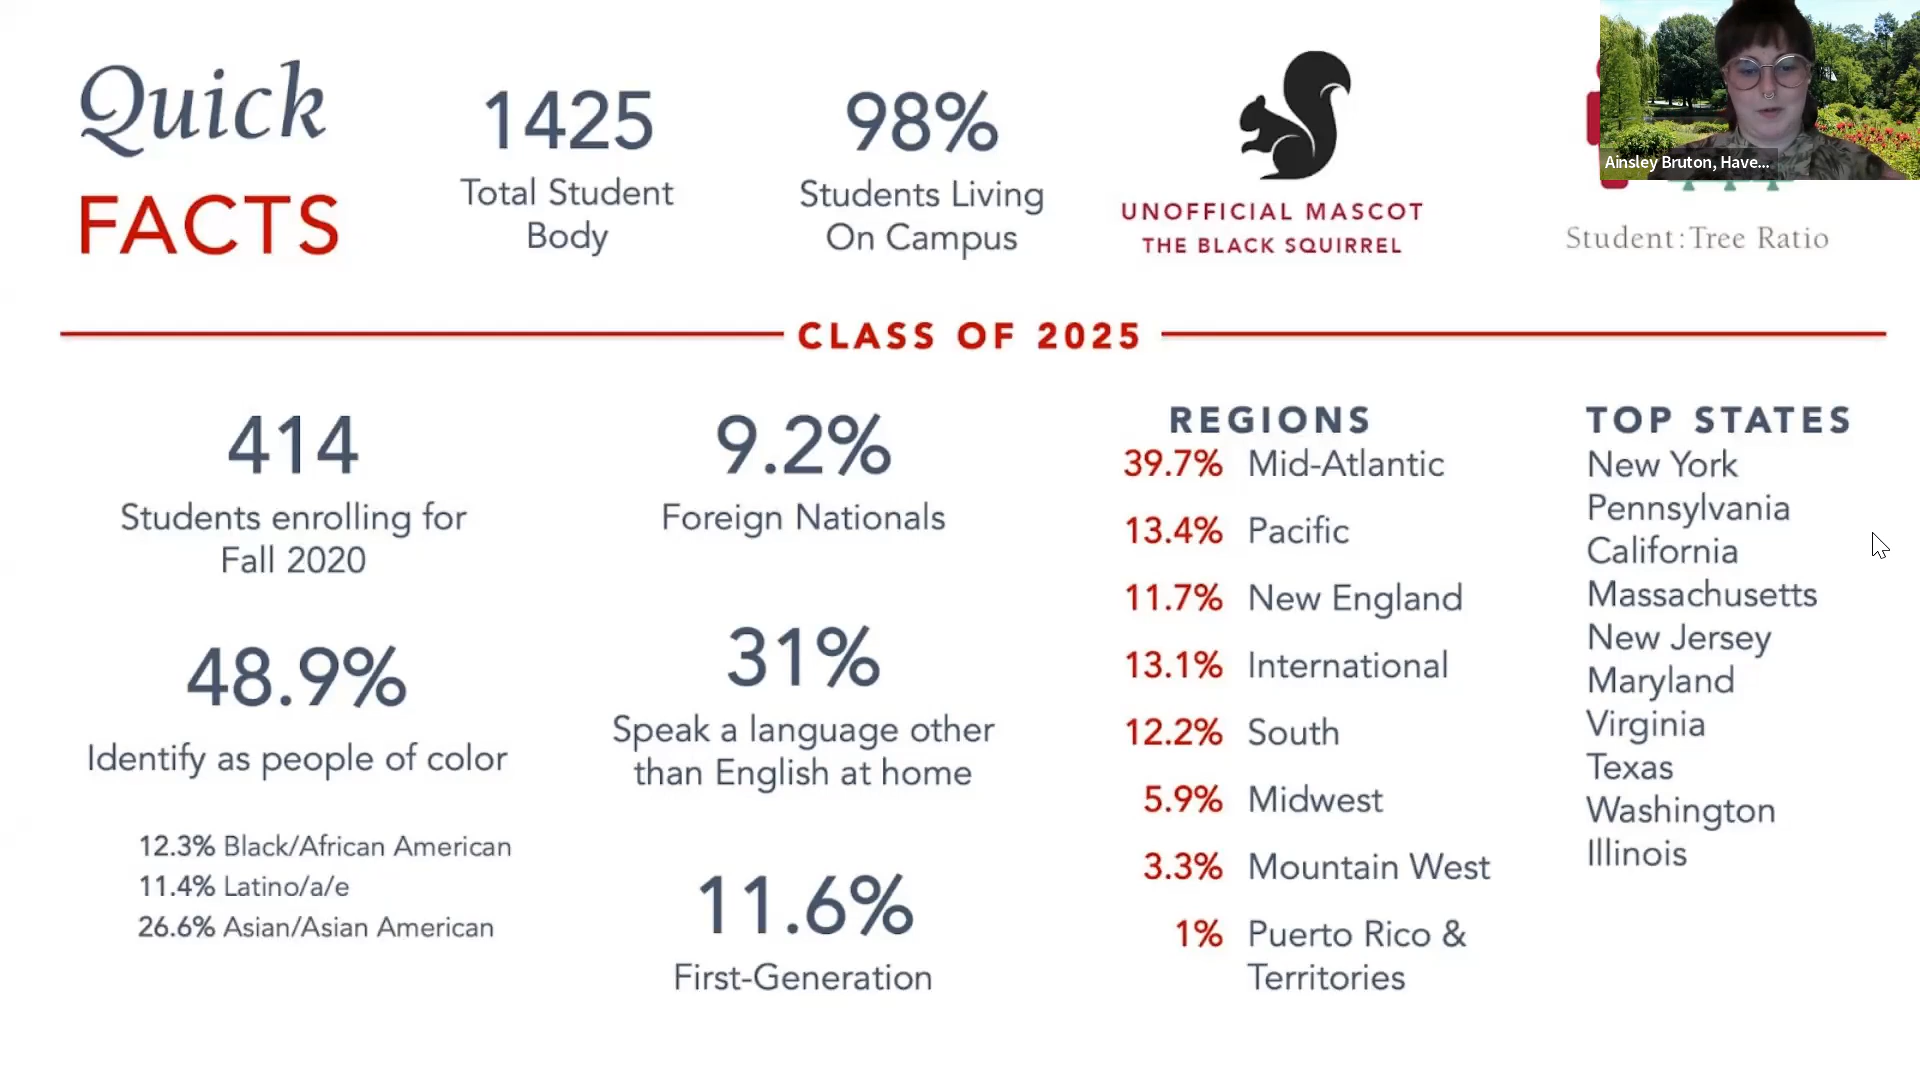 Quick
FACTS
1425
Total Student
Body
98%
Students Living
On Campus
UNOFFICIAL MASCOT
THE BLACK SQUIRREL
Ainsley Bruton, Have...
Student:Tree Ratio
CLASS OF 2025
414
Students enrolling for
Fall 2020
48.9%
Identify as people of color
12.3% Black/African American
11.4% Latino/a/e
26.6% Asian/Asian American
9.2%
Foreign Nationals
31%
Speak a language other
than English at home
11.6%
First-Generation
REGIONS
39.7% Mid-Atlantic
13.4% Pacific
11.7% New England
13.1% International
12.2% South
5.9% Midwest
3.3% Mountain West
1% Puerto Rico &
Territories
TOP STATES
New York
Pennsylvania
California
Massachusetts
New Jersey
Maryland
Virginia
Texas
Washington
Illinois